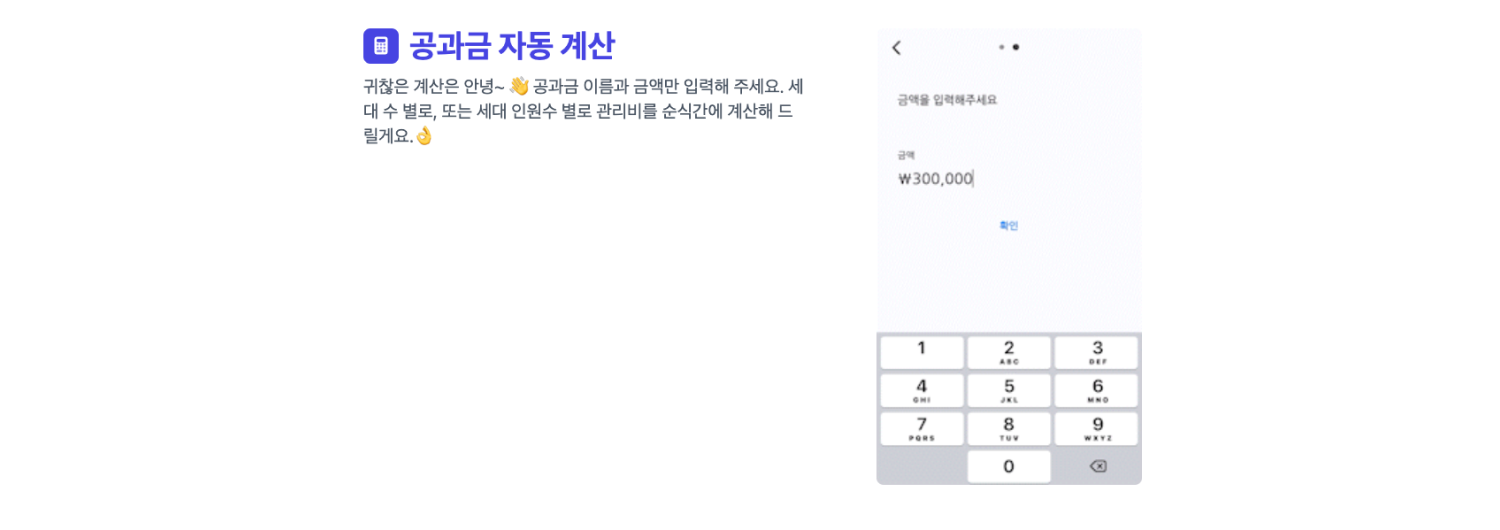 공과금 자동 계산
귀찮은 계산은 안녕~ 👋 공과금 이름과 금액만 입력해 주세요. 세
대 수 별로, 또는 세대 인원수 별로 관리비를 순식간에 계산해 드
릴게요.👌
금액을 입력해주세요
금액
₩300,000
확인
1 2 3
ABC DEF
4 5 6
GHI JKL MNO
7 8 9
PQRS TUV WXYZ
0